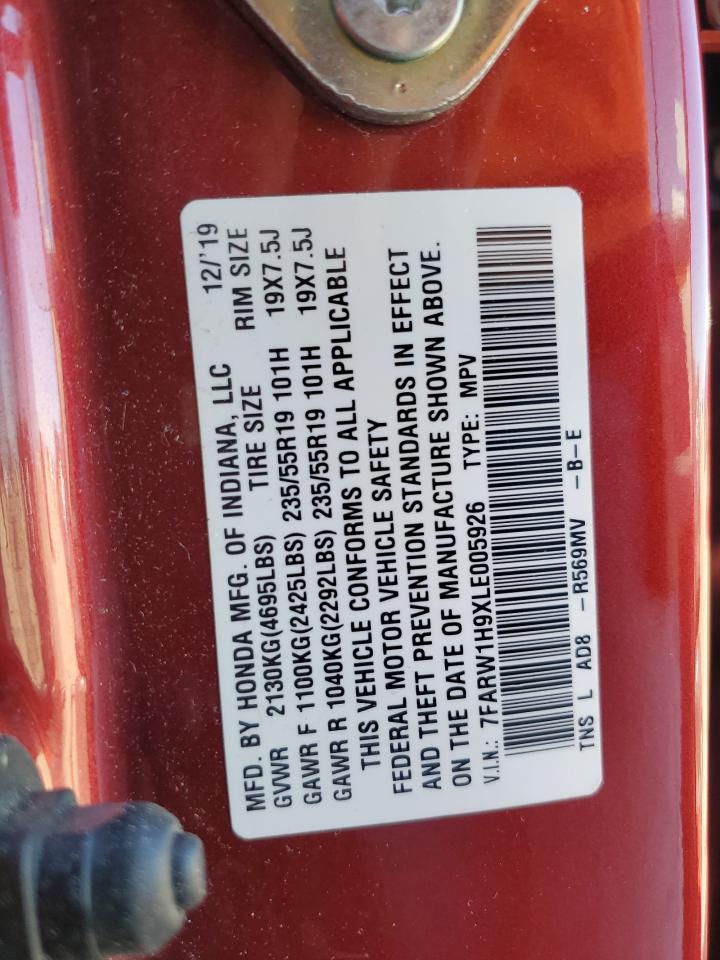 MFD. BY HONDA MFG. OF INDIANA, LLC 12/'19
GVWR 2130KG(4695LBS) TIRE SIZE RIM SIZE
GAWR F 1100KG(2425LBS) 235/55R19 101H 19X7.5J
GAWR R 1040KG(2292LBS) 235/55R19 101H 19X7.5J
THIS VEHICLE CONFORMS TO ALL APPLICABLE
FEDERAL MOTOR VEHICLE SAFETY
AND THEFT PREVENTION STANDARDS IN EFFECT
ON THE DATE OF MANUFACTURE SHOWN ABOVE.
V.I.N.: 7FARW1H9XLE005926 TYPE: MPV
TNS L AD8 -R569MV -B-E